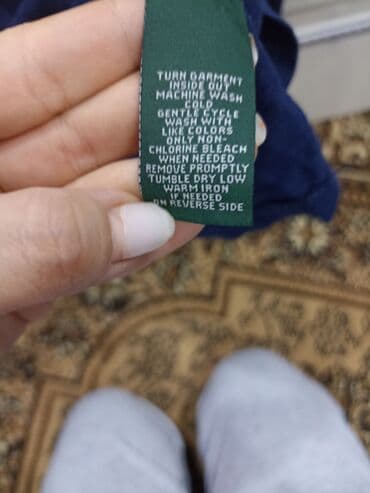 TURN GARMENT
INSIDE OUT
MACHINE WASH
COLD
GENTLE CYCLE
WASH WITH
LIKE COLORS
ONLY NON-
CHLORINE BLEACH
WHEN NEEDED
REMOVE PROMPTLY
TUMBLE DRY LOW
WARM IRON
IF NEEDED
ON REVERSE SIDE